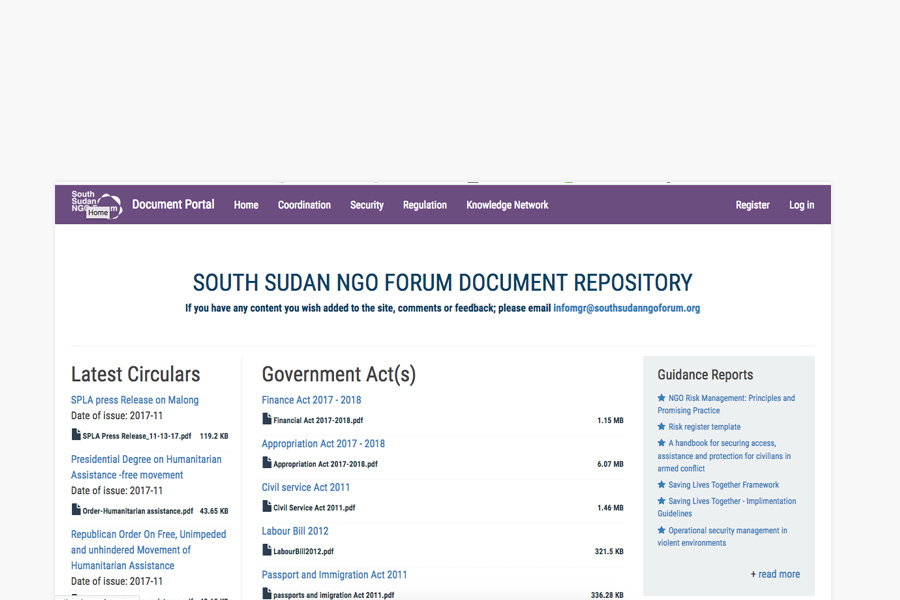 South
Sudan
NGO
Home
Document Portal
Home
Coordination
Security
Regulation
Knowledge Network
Register
Log in
SOUTH SUDAN NGO FORUM DOCUMENT REPOSITORY
If you have any content you wish added to the site, comments or feedback; please email infomgr@southsudanngoforum.org
Latest Circulars
SPLA press Release on Malong
Date of issue: 2017-11
SPLA Press Release_11-13-17.pdf 119.2 KB
Presidential Degree on Humanitarian
Assistance -free movement
Date of issue: 2017-11
Order-Humanitarian assistance.pdf 43.65 KB
Republican Order On Free, Unimpeded
and unhindered Movement of
Humanitarian Assistance
Date of issue: 2017-11
Government Act(s)
Finance Act 2017 - 2018
Financial Act 2017-2018.pdf 1.15 MB
Appropriation Act 2017 - 2018
Appropriation Act 2017-2018.pdf 6.07 MB
Civil service Act 2011
Civil Service Act 2011.pdf 1.46 MB
Labour Bill 2012
LabourBill2012.pdf 321.5 KB
Passport and Immigration Act 2011
passports and imigration Act 2011.pdf 336.28 KB
Guidance Reports
NGO Risk Management: Principles and
Promising Practice
Risk register template
A handbook for securing access,
assistance and protection for civilians in
armed conflict
Saving Lives Together Framework
Saving Lives Together - Implimentation
Guidelines
Operational security management in
violent environments
+ read more